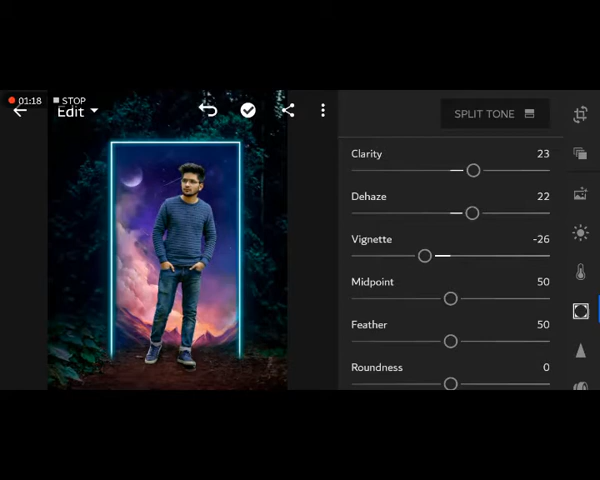 01:18
STOP
Edit
SPLIT TONE
Clarity 23
Dehaze 22
Vignette -26
Midpoint 50
Feather 50
Roundness 0